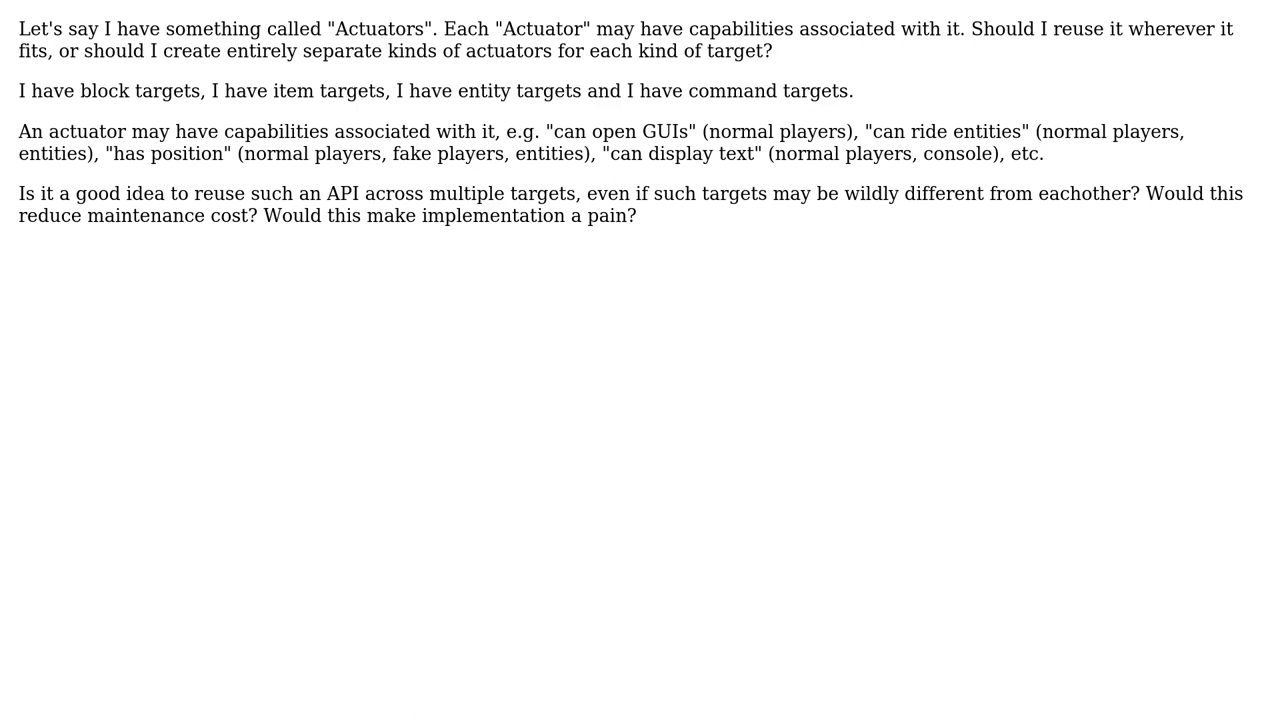 Let's say I have something called "Actuators". Each "Actuator" may have capabilities associated with it. Should I reuse it wherever it
fits, or should I create entirely separate kinds of actuators for each kind of target?
I have block targets, I have item targets, I have entity targets and I have command targets.
An actuator may have capabilities associated with it, e.g. "can open GUIs" (normal players), "can ride entities" (normal players,
entities), "has position" (normal players, fake players, entities), "can display text" (normal players, console), etc.
Is it a good idea to reuse such an API across multiple targets, even if such targets may be wildly different from eachother? Would this
reduce maintenance cost? Would this make implementation a pain?